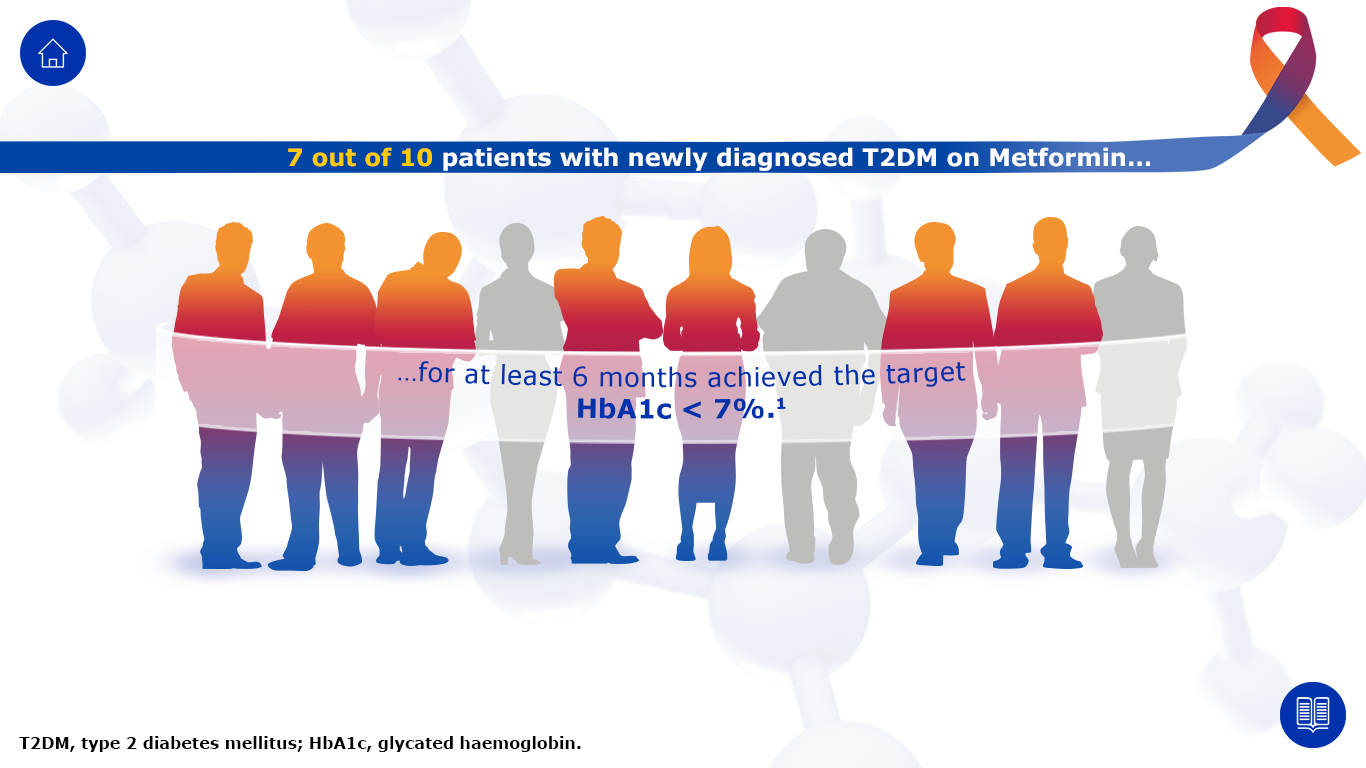 7 out of 10 patients with newly diagnosed T2DM on Metformin...
...for at least 6 months achieved the target
HbA1c < 7%.¹
T2DM, type 2 diabetes mellitus; HbA1c, glycated haemoglobin.